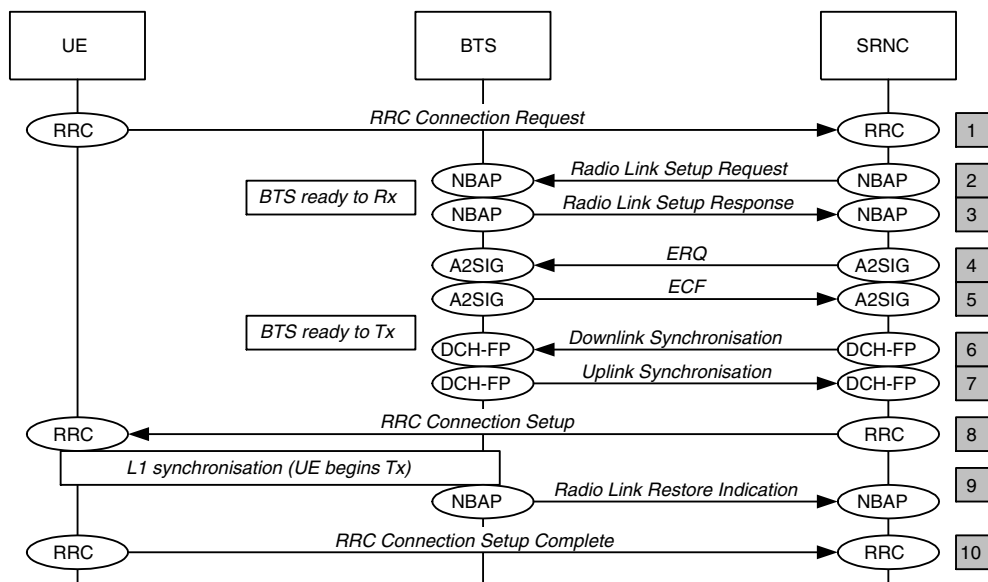 UE
BTS
SRNC
RRC
RRC Connection Request
RRC
1
NBAP
Radio Link Setup Request
NBAP
2
BTS ready to Rx
NBAP
Radio Link Setup Response
NBAP
3
A2SIG
ERQ
A2SIG
4
A2SIG
ECF
A2SIG
5
BTS ready to Tx
DCH-FP
Downlink Synchronisation
DCH-FP
6
DCH-FP
Uplink Synchronisation
DCH-FP
7
RRC
RRC Connection Setup
RRC
8
L1 synchronisation (UE begins Tx)
NBAP
Radio Link Restore Indication
NBAP
9
RRC
RRC Connection Setup Complete
RRC
10